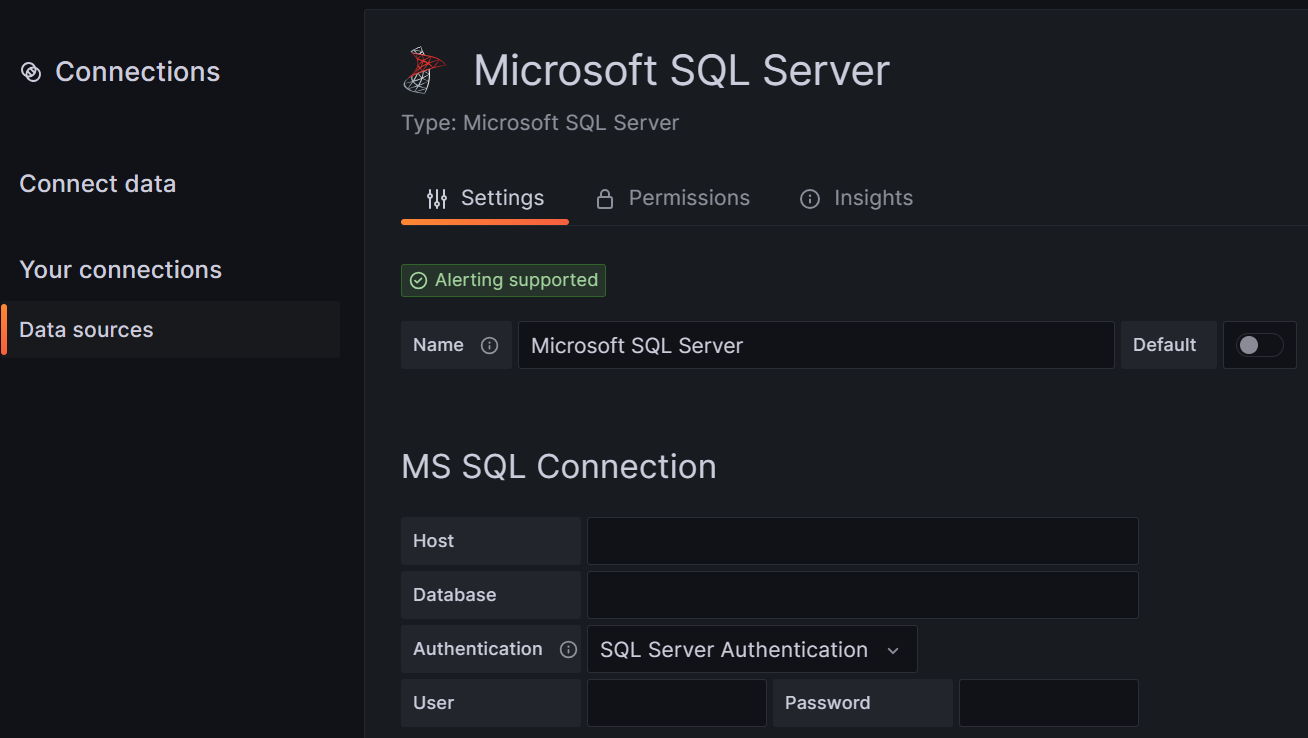 Connections
Connect data
Your connections
Data sources
Microsoft SQL Server
Type: Microsoft SQL Server
Settings Permissions Insights
Alerting supported
Name Microsoft SQL Server Default
MS SQL Connection
Host
Database
Authentication SQL Server Authentication
User Password